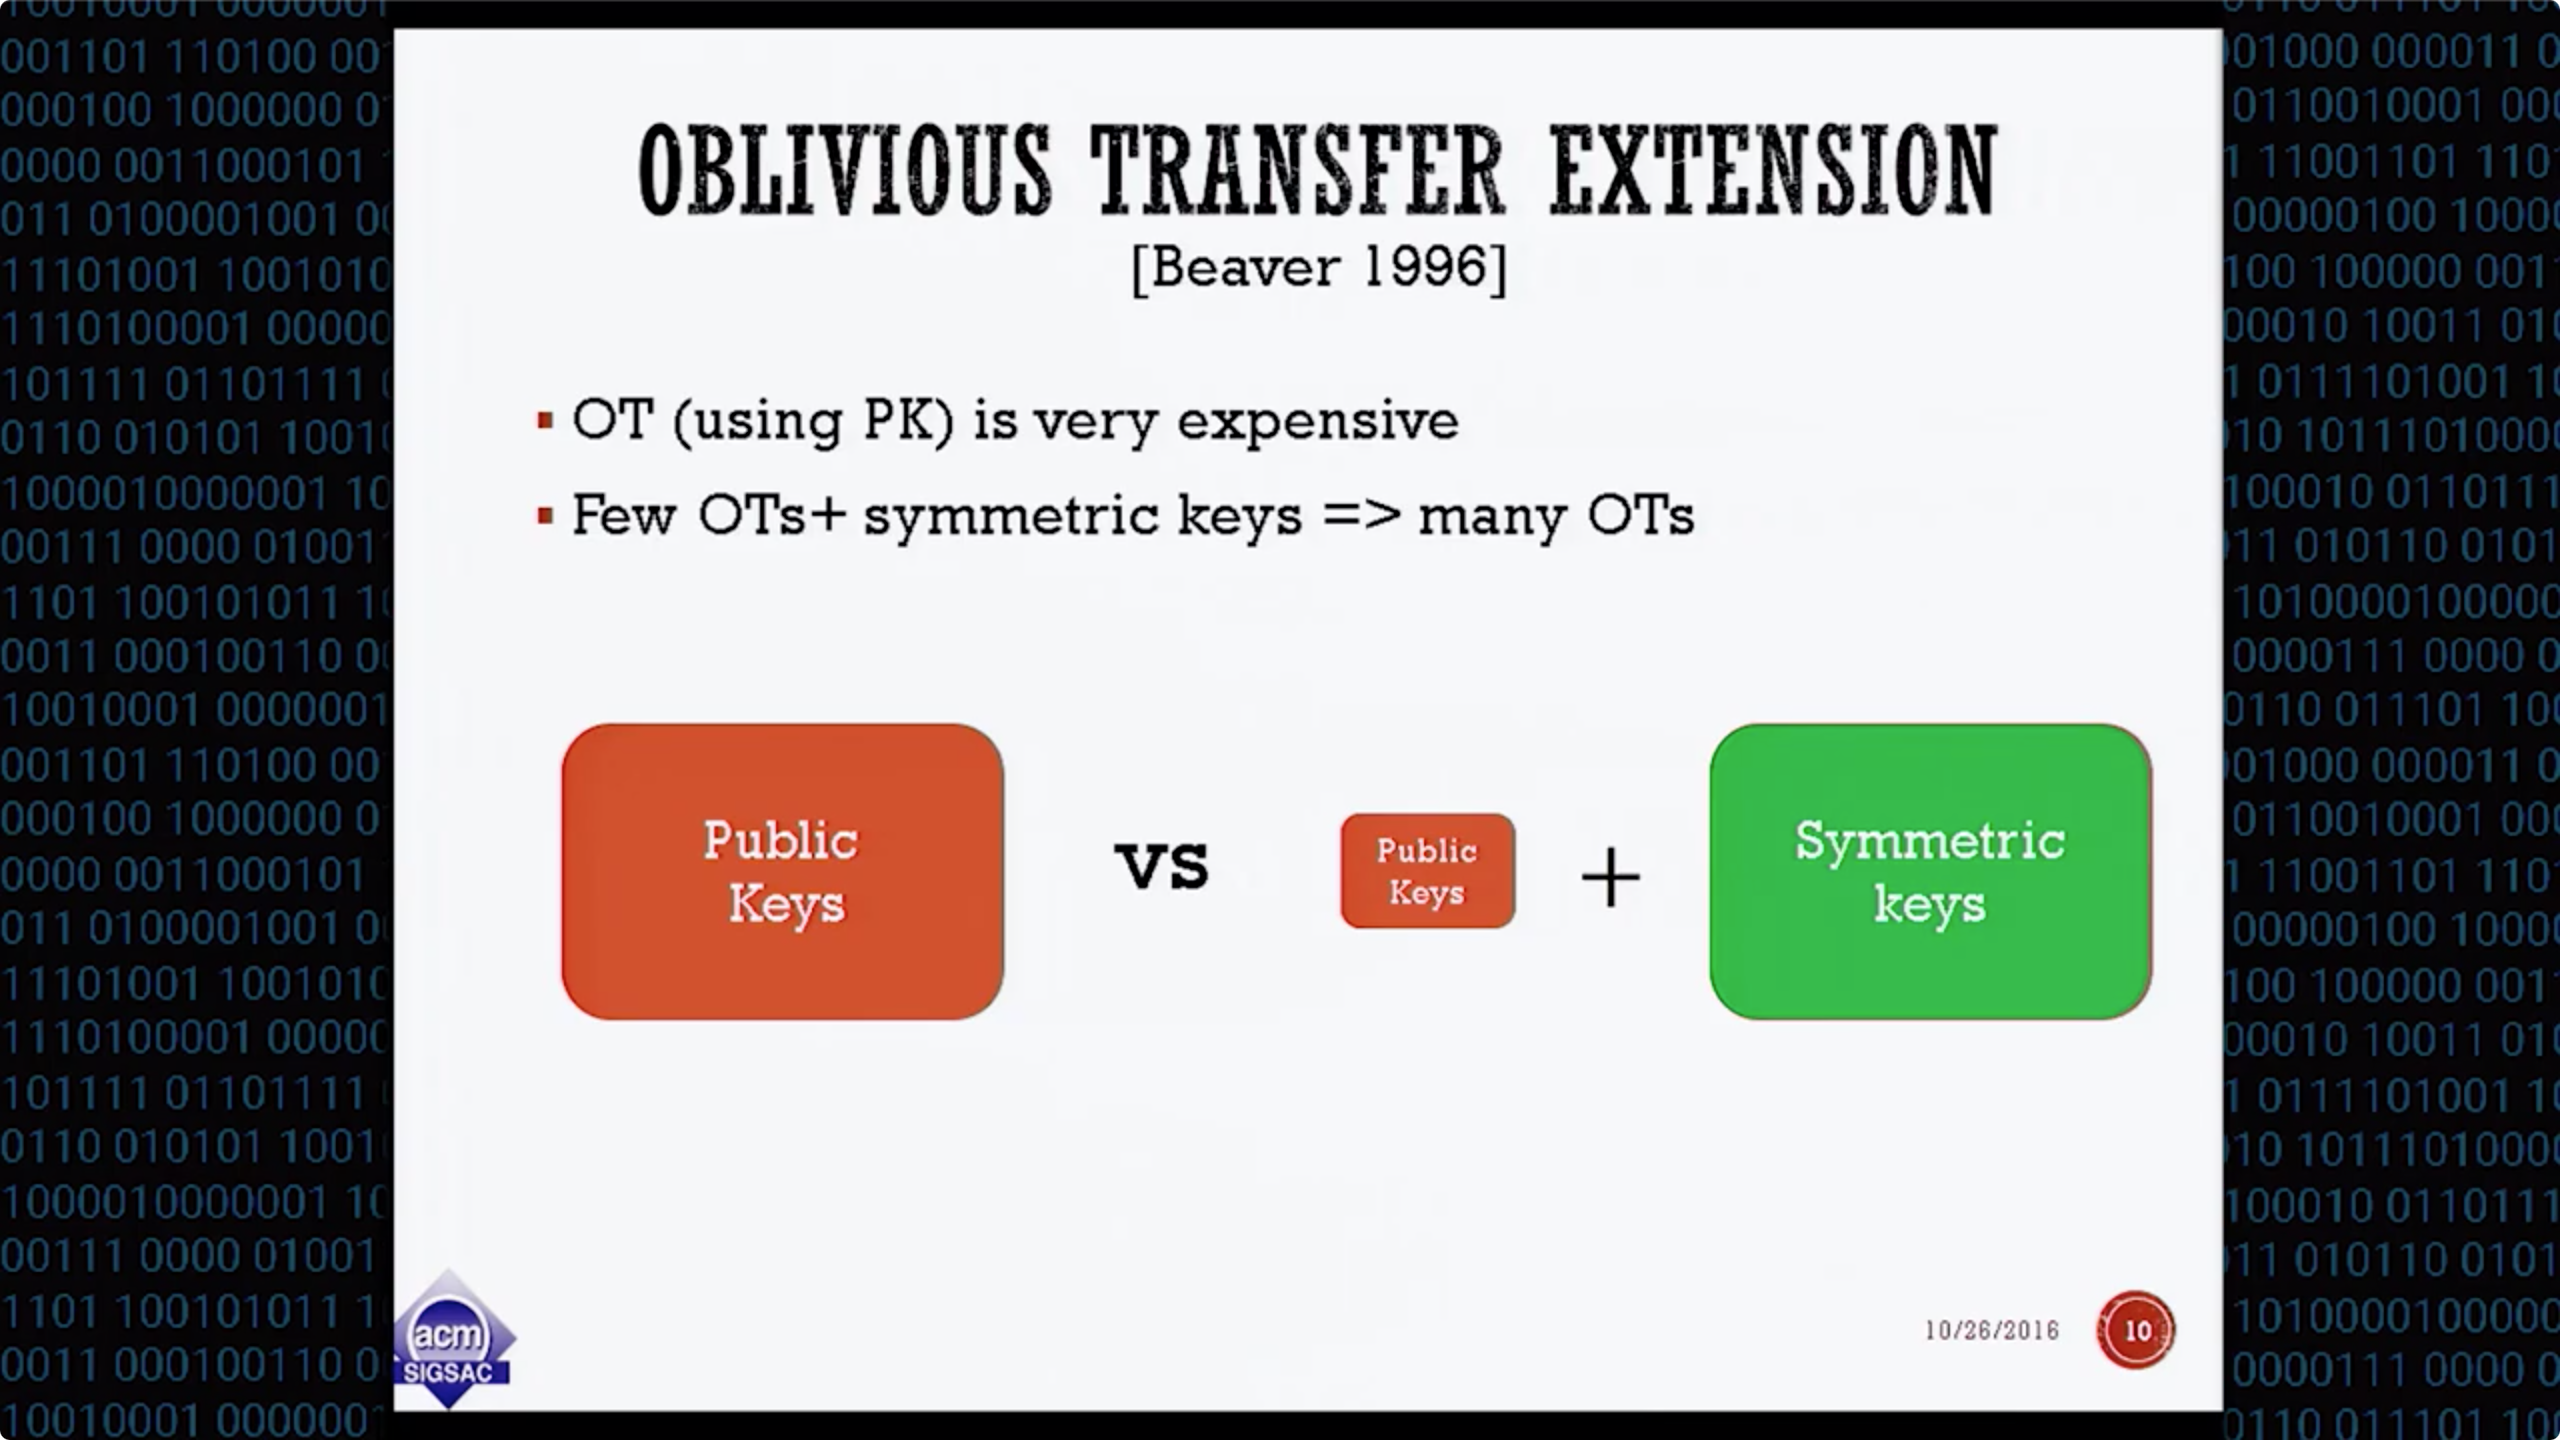 OBLIVIOUS TRANSFER EXTENSION
[Beaver 1996]
OT (using PK) is very expensive
Few OTs+ symmetric keys => many OTs
Public
Keys
vs
Public
Keys
+
Symmetric
keys
acm
SIGSAC
10/26/2016
10